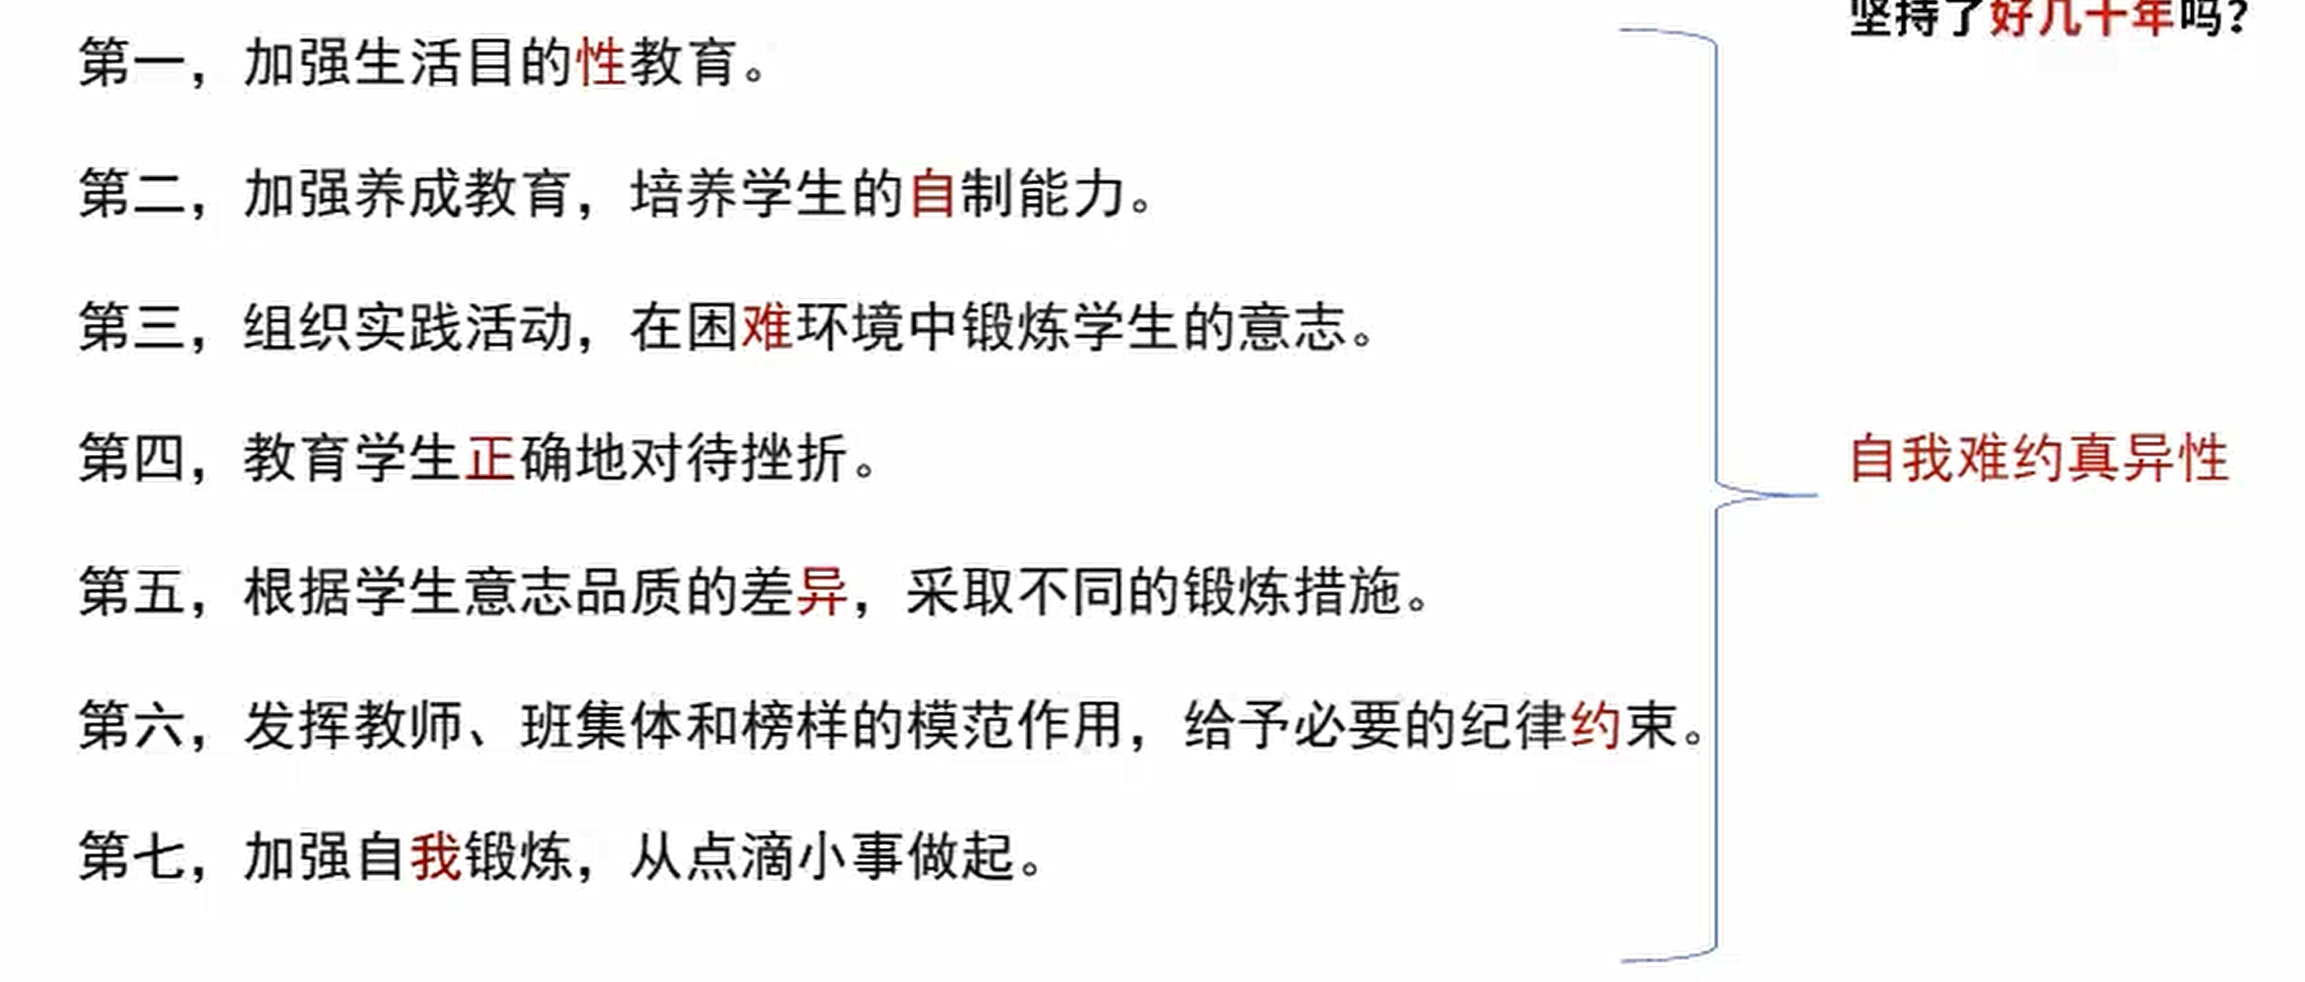 坚持了好几十年吗？
第一，加强生活目的性教育。
第二，加强养成教育，培养学生的自制能力。
第三，组织实践活动，在困难环境中锻炼学生的意志。
第四，教育学生正确地对待挫折。
自我难约真异性
第五，根据学生意志品质的差异，采取不同的锻炼措施。
第六，发挥教师、班集体和榜样的模范作用，给予必要的纪律约束。
第七，加强自我锻炼，从点滴小事做起。